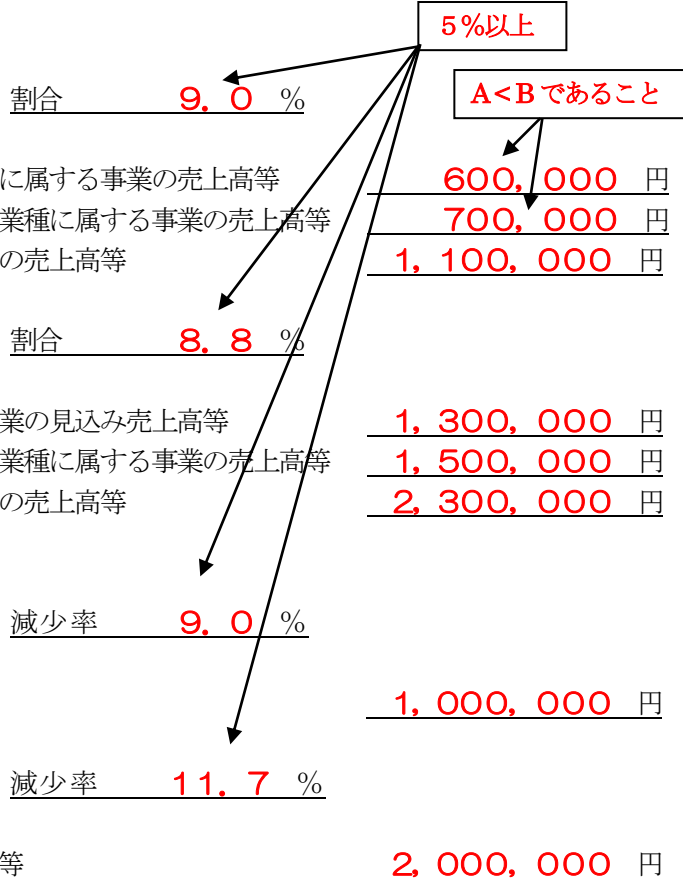 ５％以上
割合　９．０　％
A＜Bであること
に属する事業の売上高等　６００，０００　円
業種に属する事業の売上高等　７００，０００　円
の売上高等　１，１００，０００　円
割合　８．８　％
業の見込み売上高等　１，３００，０００　円
業種に属する事業の売上高等　１，５００，０００　円
の売上高等　２，３００，０００　円
減少率　９．０　％
１，０００，０００　円
減少率　１１．７　％
等　２，０００，０００　円